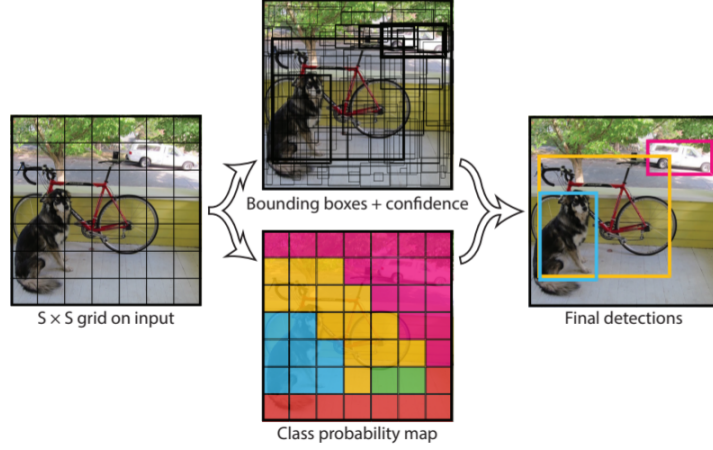 S × S grid on input
Bounding boxes + confidence
Class probability map
Final detections